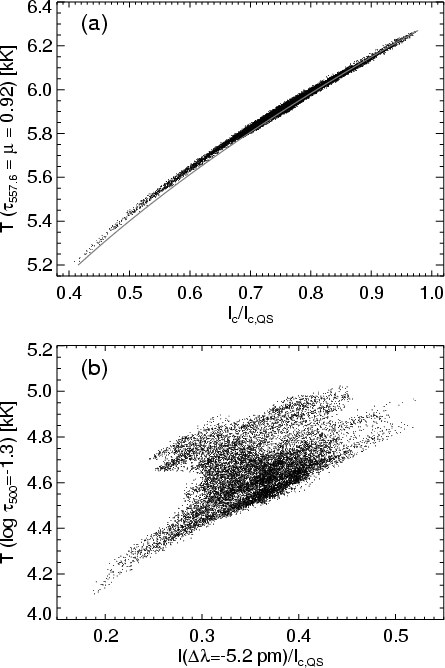 (a)
T (τ557.6 = μ = 0.92) [kK]
6.4
6.2
6.0
5.8
5.6
5.4
5.2
0.4 0.5 0.6 0.7 0.8 0.9 1.0
Ic/Ic,QS
(b)
T (log τ500=-1.3) [kK]
5.2
5.0
4.8
4.6
4.4
4.2
4.0
0.2 0.3 0.4 0.5
I(Δλ=-5.2 pm)/Ic,QS